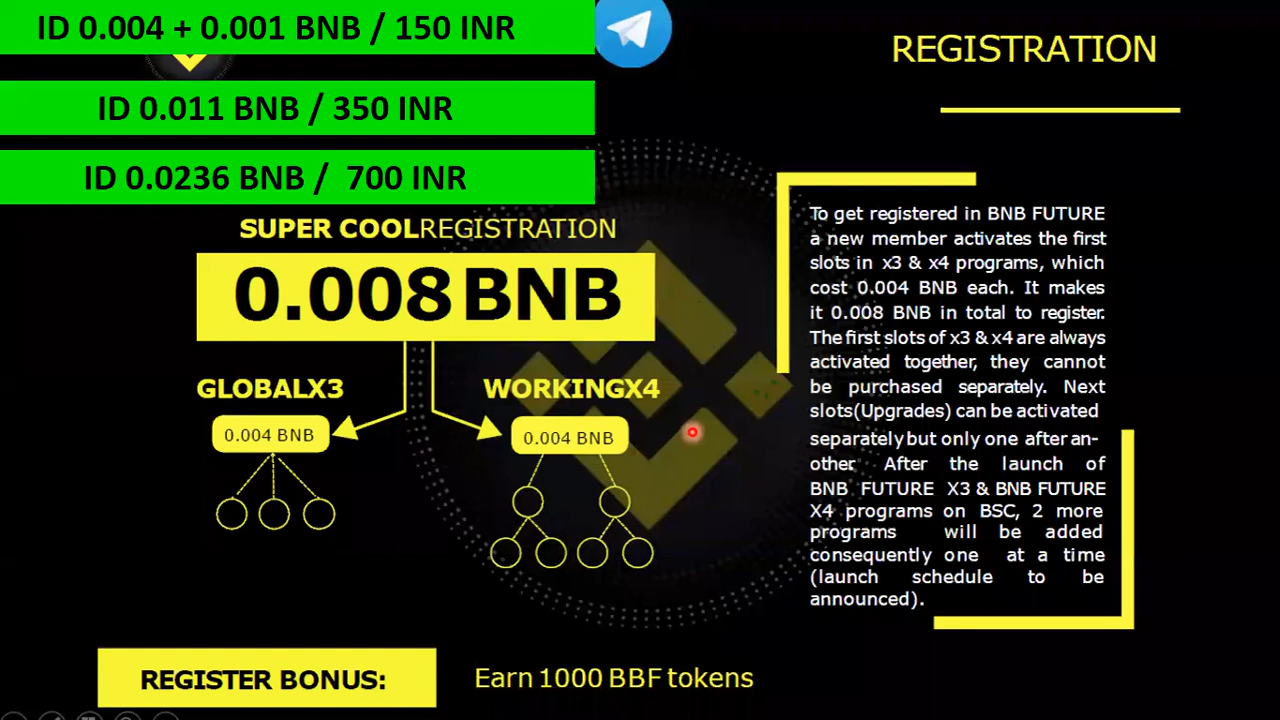 ID 0.004 + 0.001 BNB / 150 INR
ID 0.011 BNB / 350 INR
ID 0.0236 BNB / 700 INR
REGISTRATION
SUPER COOLREGISTRATION
0.008 BNB
GLOBALX3
WORKINGX4
0.004 BNB
0.004 BNB
To get registered in BNB FUTURE
a new member activates the first
slots in x3 & x4 programs, which
cost 0.004 BNB each. It makes
it 0.008 BNB in total to register.
The first slots of x3 & x4 are always
activated together, they cannot
be purchased separately. Next
slots(Upgrades) can be activated
separately but only one after an-
other. After the launch of
BNB FUTURE X3 & BNB FUTURE
X4 programs on BSC, 2 more
programs will be added
consequently one at a time
(launch schedule to be
announced).
REGISTER BONUS:
Earn 1000 BBF tokens